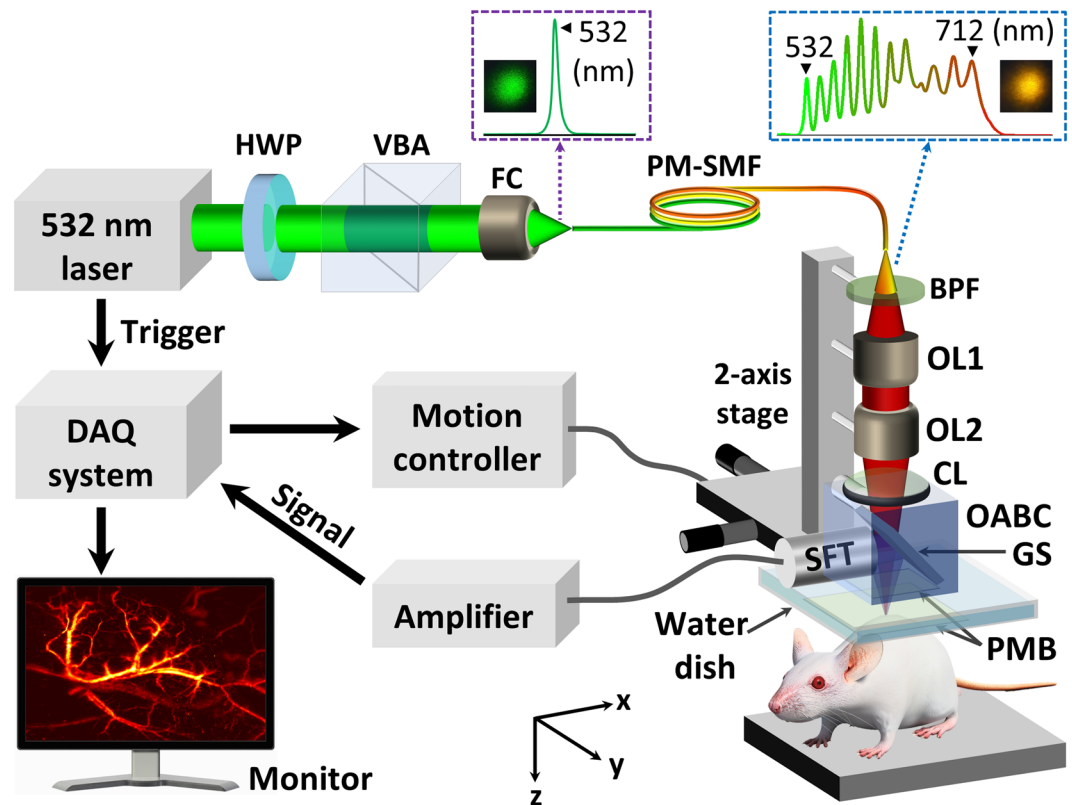 532
(nm)
532
712 (nm)
HWP
VBA
FC
PM-SMF
532 nm
laser
BPF
Trigger
OL1
2-axis
stage
DAQ
system
Motion
controller
OL2
CL
Signal
OABC
SFT
GS
Amplifier
Water
dish
PMB
x
y
z
Monitor